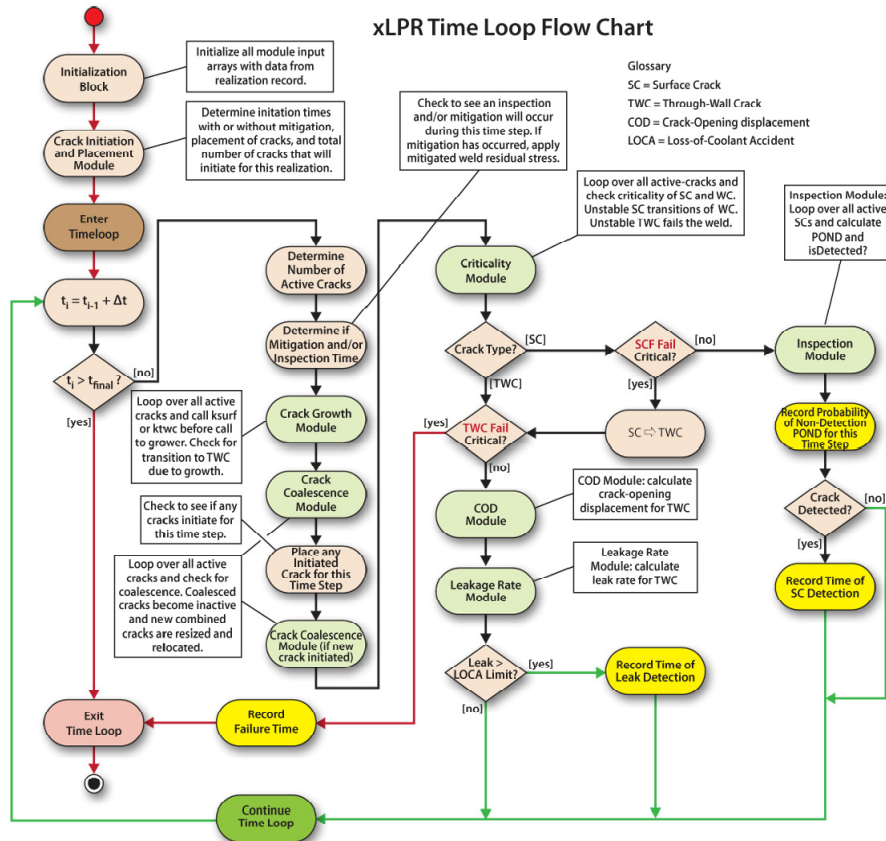 xLPR Time Loop Flow Chart
Glossary
SC = Surface Crack
TWC = Through-Wall Crack
COD = Crack-Opening displacement
LOCA = Loss-of-Coolant Accident
Initialization
Block
Initialize all module input
arrays with data from
realization record.
Crack Initiation
and Placement
Module
Determine initation times
with or without mitigation,
placement of cracks, and total
number of cracks that will
initiate for this realization.
Enter
Timeloop
ti = ti-1 + Δt
ti > tfinal ?
[no]
[yes]
Check to see an inspection
and/or mitigation will occur
during this time step. If
mitigation has occurred, apply
mitigated weld residual stress.
Determine
Number of
Active Cracks
Determine if
Mitigation and/or
Inspection Time
Loop over all active
cracks and call ksurf
or ktwc before call
to grower. Check for
transition to TWC
due to growth.
Crack Growth
Module
Crack
Coalescence
Module
Check to see if any
cracks initiate for
this time step.
Place any
Initiated
Crack for this
Time Step
Loop over all active
cracks and check for
coalescence. Coalesced
cracks become inactive
and new combined
cracks are resized and
relocated.
Crack Coalescence
Module (if new
crack initiated)
Loop over all active-cracks and
check criticality of SC and WC.
Unstable SC transitions of WC.
Unstable TWC fails the weld.
Criticality
Module
Crack Type?
[SC]
[TWC]
SCF Fail
Critical?
[no]
[yes]
SC ⇨ TWC
TWC Fail
Critical?
[yes]
[no]
COD
Module
COD Module: calculate
crack-opening
displacement for TWC
Leakage Rate
Module
Leakage Rate
Module: calculate
leak rate for TWC
Leak >
LOCA Limit?
[yes]
[no]
Record Time of
Leak Detection
Inspection Module:
Loop over all active
SCs and calculate
POND and
isDetected?
Inspection
Module
Record Probability
of Non-Detection
POND for this
Time Step
Crack
Detected?
[no]
[yes]
Record Time of
SC Detection
Exit
Time Loop
Record
Failure Time
Continue
Time Loop